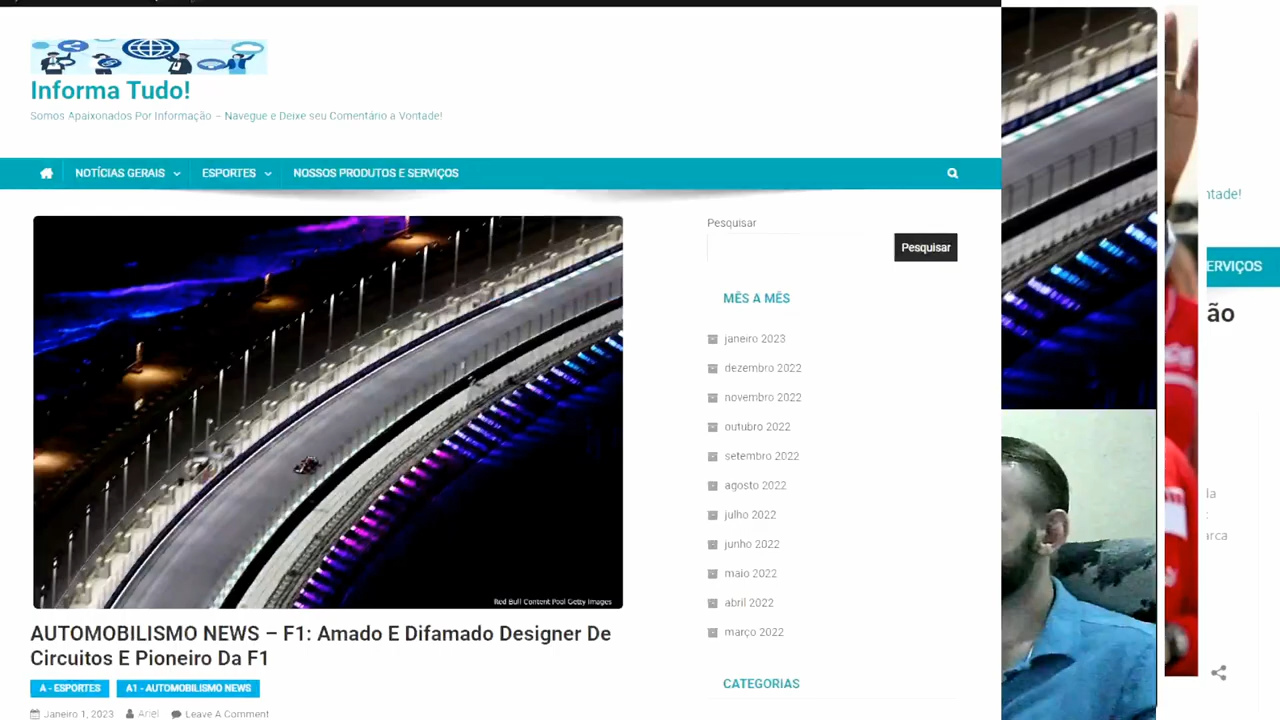 Informa Tudo!
Somos Apaixonados Por Informação – Navegue e Deixe seu Comentário a Vontade!
NOTÍCIAS GERAIS
ESPORTES
NOSSOS PRODUTOS E SERVIÇOS
Red Bull Content Pool Getty Images
AUTOMOBILISMO NEWS – F1: Amado E Difamado Designer De
Circuitos E Pioneiro Da F1
A - ESPORTES
A1 - AUTOMOBILISMO NEWS
Janeiro 1, 2023
Ariel
Leave A Comment
Pesquisar
Pesquisar
MÊS A MÊS
janeiro 2023
dezembro 2022
novembro 2022
outubro 2022
setembro 2022
agosto 2022
julho 2022
junho 2022
maio 2022
abril 2022
março 2022
CATEGORIAS
ntade!
ERVIÇOS
ão
da
:
arca